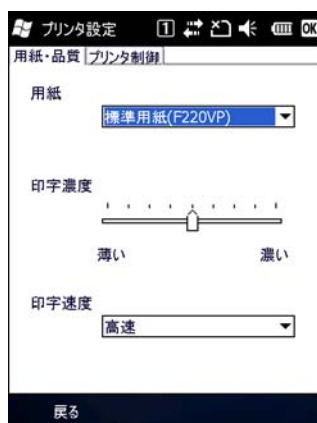 プリンタ設定 1 OK
用紙・品質 プリンタ制御
用紙
標準用紙(F220VP)
印字濃度
薄い 濃い
印字速度
高速
戻る